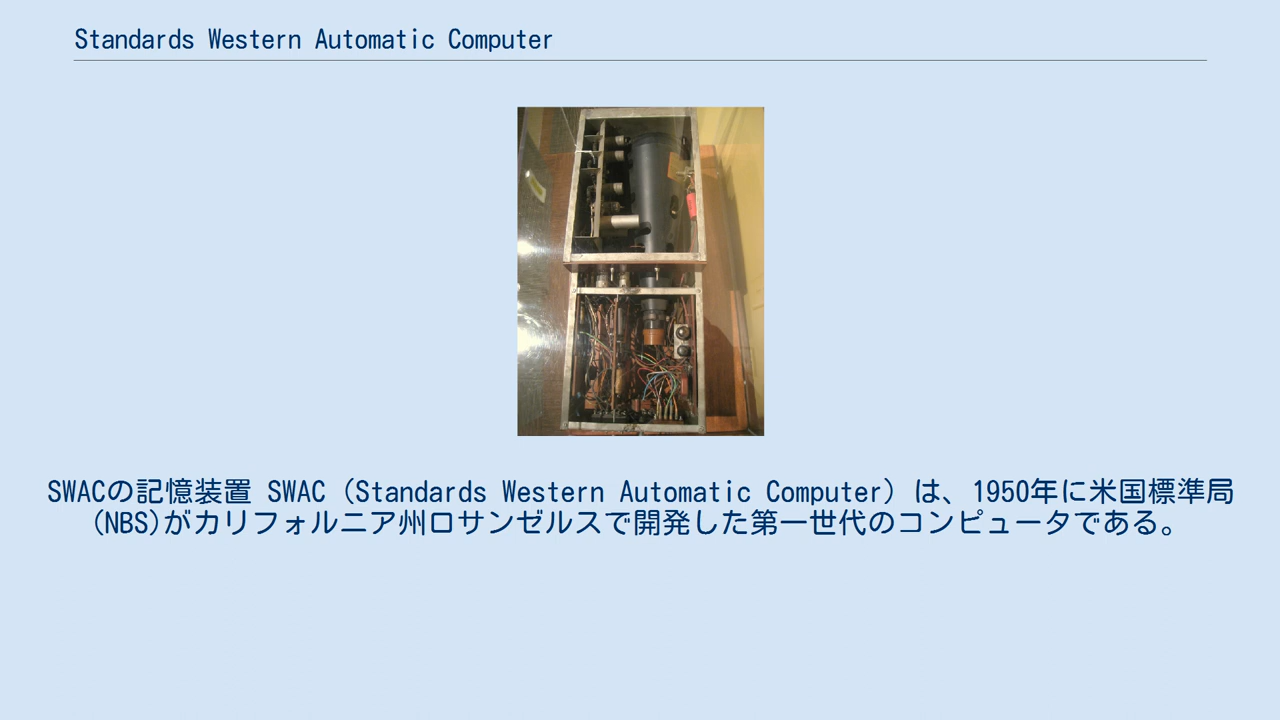 Standards Western Automatic Computer
SWACの記憶装置 SWAC（Standards Western Automatic Computer）は、1950年に米国標準局
(NBS)がカリフォルニア州ロサンゼルスで開発した第一世代のコンピュータである。